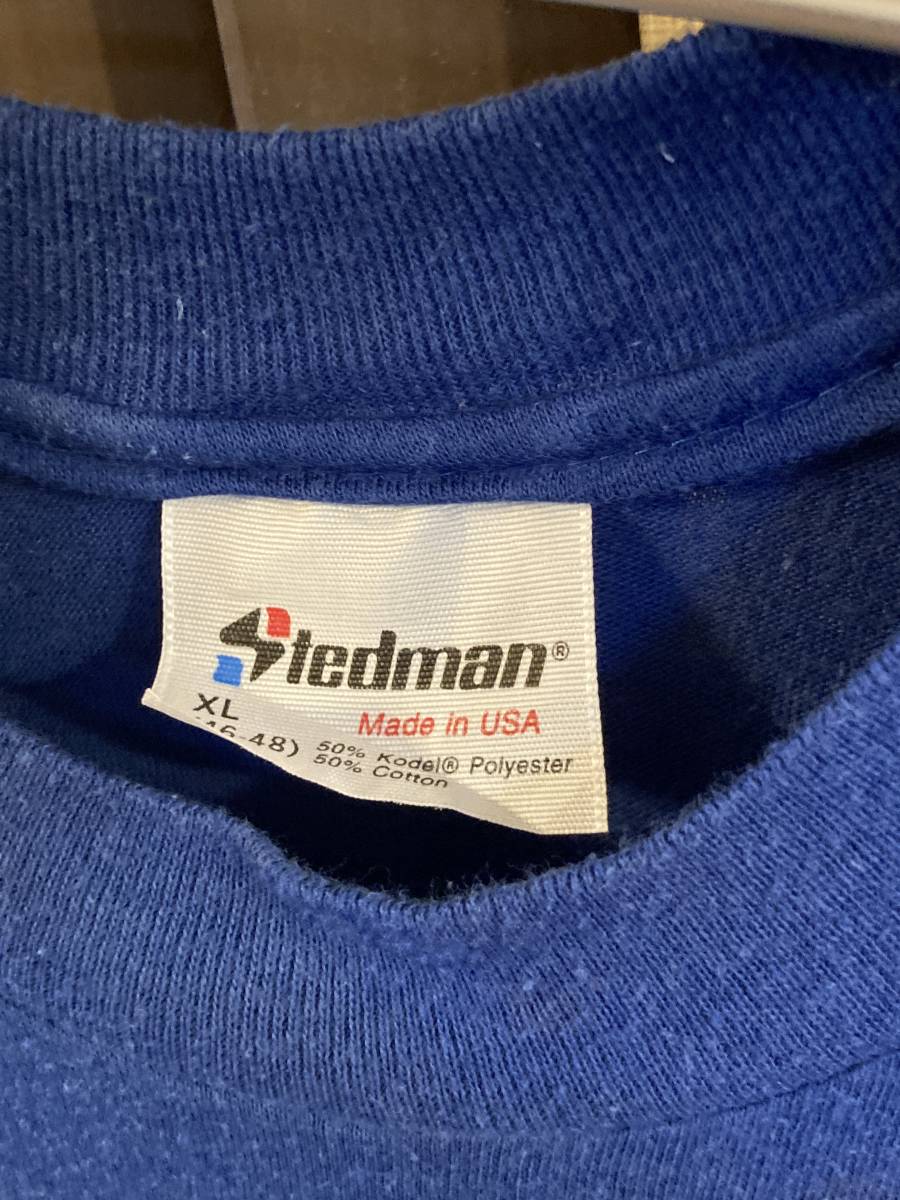 Stedman®
Made in USA
XL
(46-48)
50% Kodel® Polyester
50% Cotton